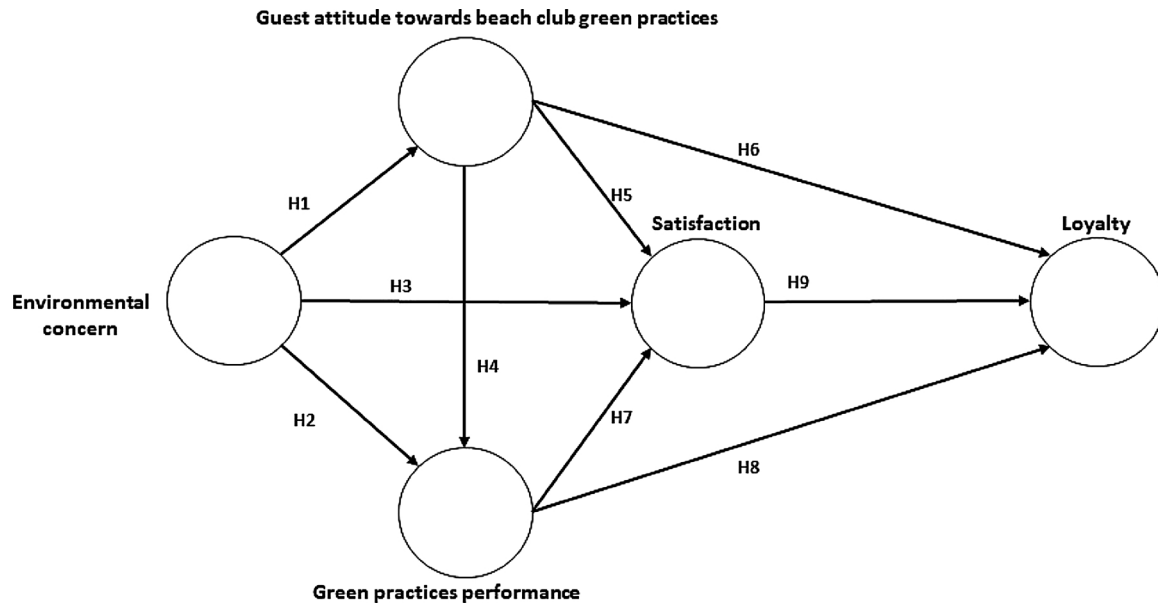 Guest attitude towards beach club green practices
H6
H1
H5
Satisfaction
Loyalty
H3
H9
Environmental
concern
H4
H2
H7
H8
Green practices performance